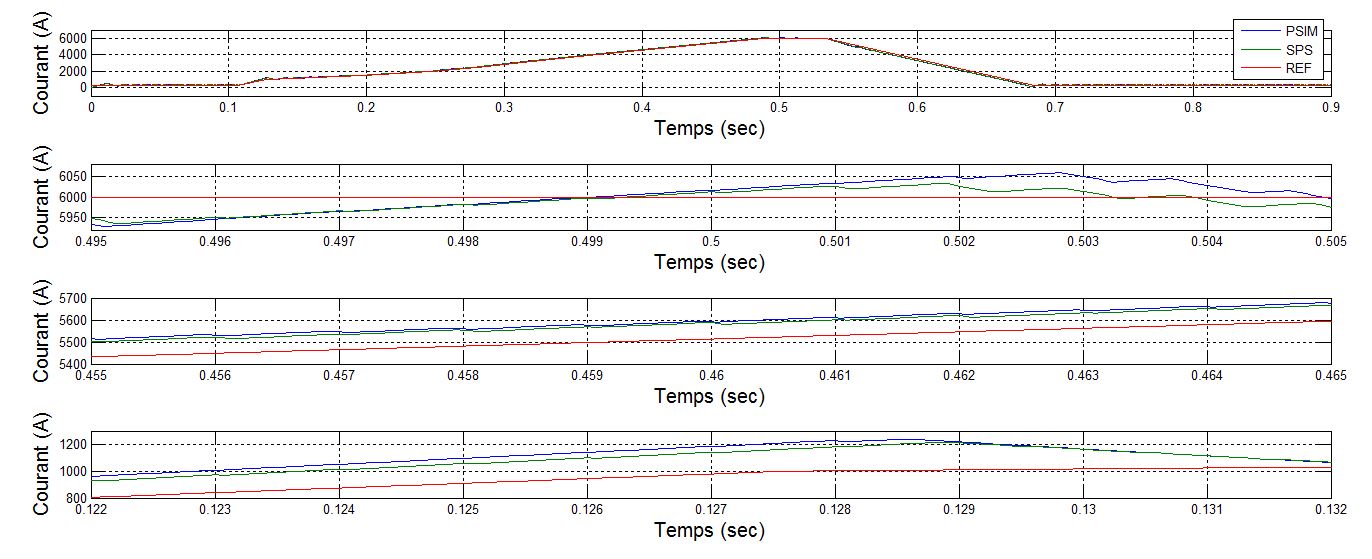 Courant (A)
6000
4000
2000
0
0 0.1 0.2 0.3 0.4 0.5 0.6 0.7 0.8 0.9
Temps (sec)
PSIM
SPS
REF
Courant (A)
6050
6000
5950
0.495 0.496 0.497 0.498 0.499 0.5 0.501 0.502 0.503 0.504 0.505
Temps (sec)
Courant (A)
5700
5600
5500
5400
0.455 0.456 0.457 0.458 0.459 0.46 0.461 0.462 0.463 0.464 0.465
Temps (sec)
Courant (A)
1200
1000
800
0.122 0.123 0.124 0.125 0.126 0.127 0.128 0.129 0.13 0.131 0.132
Temps (sec)